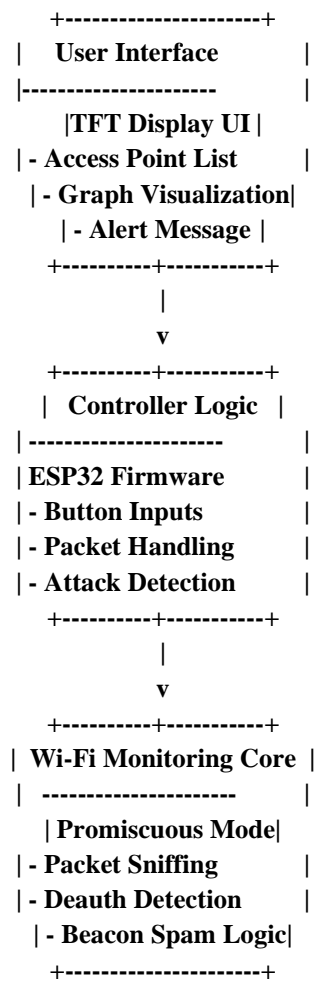 +----------------------+
| User Interface |
|---------------------- |
|TFT Display UI |
| - Access Point List |
| - Graph Visualization|
| - Alert Message |
+----------+-----------+
|
v
+----------+-----------+
| Controller Logic |
| ---------------------- |
| ESP32 Firmware |
| - Button Inputs |
| - Packet Handling |
| - Attack Detection |
+----------+-----------+
|
v
+----------+-----------+
| Wi-Fi Monitoring Core |
| ---------------------- |
| Promiscuous Mode|
| - Packet Sniffing |
| - Deauth Detection |
| - Beacon Spam Logic|
+----------------------+